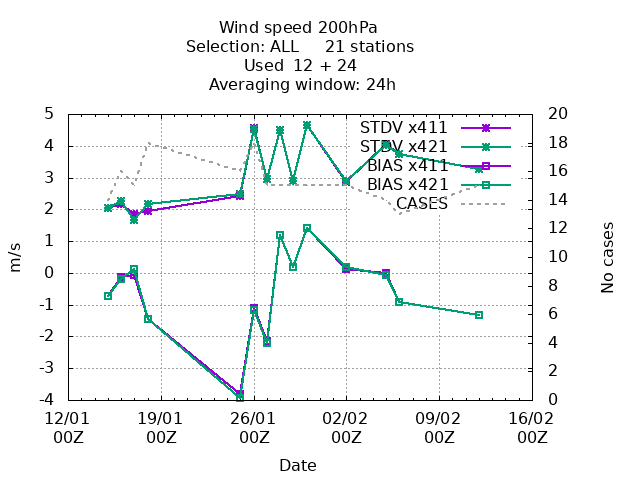 Wind speed 200hPa
Selection: ALL 21 stations
Used 12 + 24
Averaging window: 24h
STDV x411
STDV x421
BIAS x411
BIAS x421
CASES
5
4
3
2
1
0
-1
-2
-3
-4
m/s
20
18
16
14
12
10
8
6
4
2
0
No cases
12/01 19/01 26/01 02/02 09/02 16/02
00Z 00Z 00Z 00Z 00Z 00Z
Date